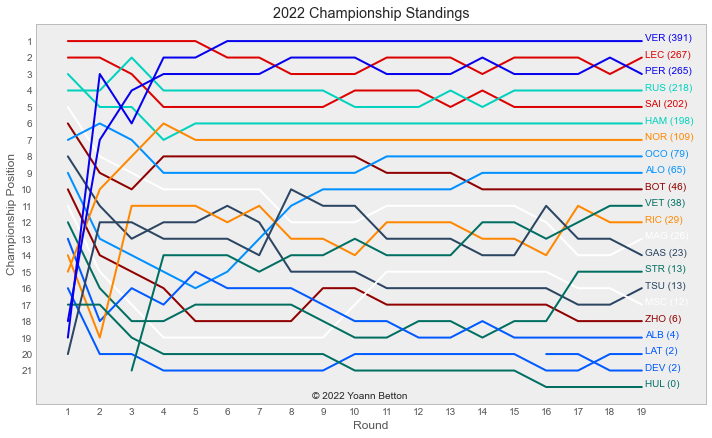 2022 Championship Standings
Championship Position
1
2
3
4
5
6
7
8
9
10
11
12
13
14
15
16
17
18
19
20
21
VER (391)
LEC (267)
PER (265)
RUS (218)
SAI (202)
HAM (198)
NOR (109)
OCO (79)
ALO (65)
BOT (46)
VET (38)
RIC (29)
MAG (26)
GAS (23)
STR (13)
TSU (13)
MSC (12)
ZHO (6)
ALB (4)
LAT (2)
DEV (2)
HUL (0)
© 2022 Yoann Betton
1 2 3 4 5 6 7 8 9 10 11 12 13 14 15 16 17 18 19
Round